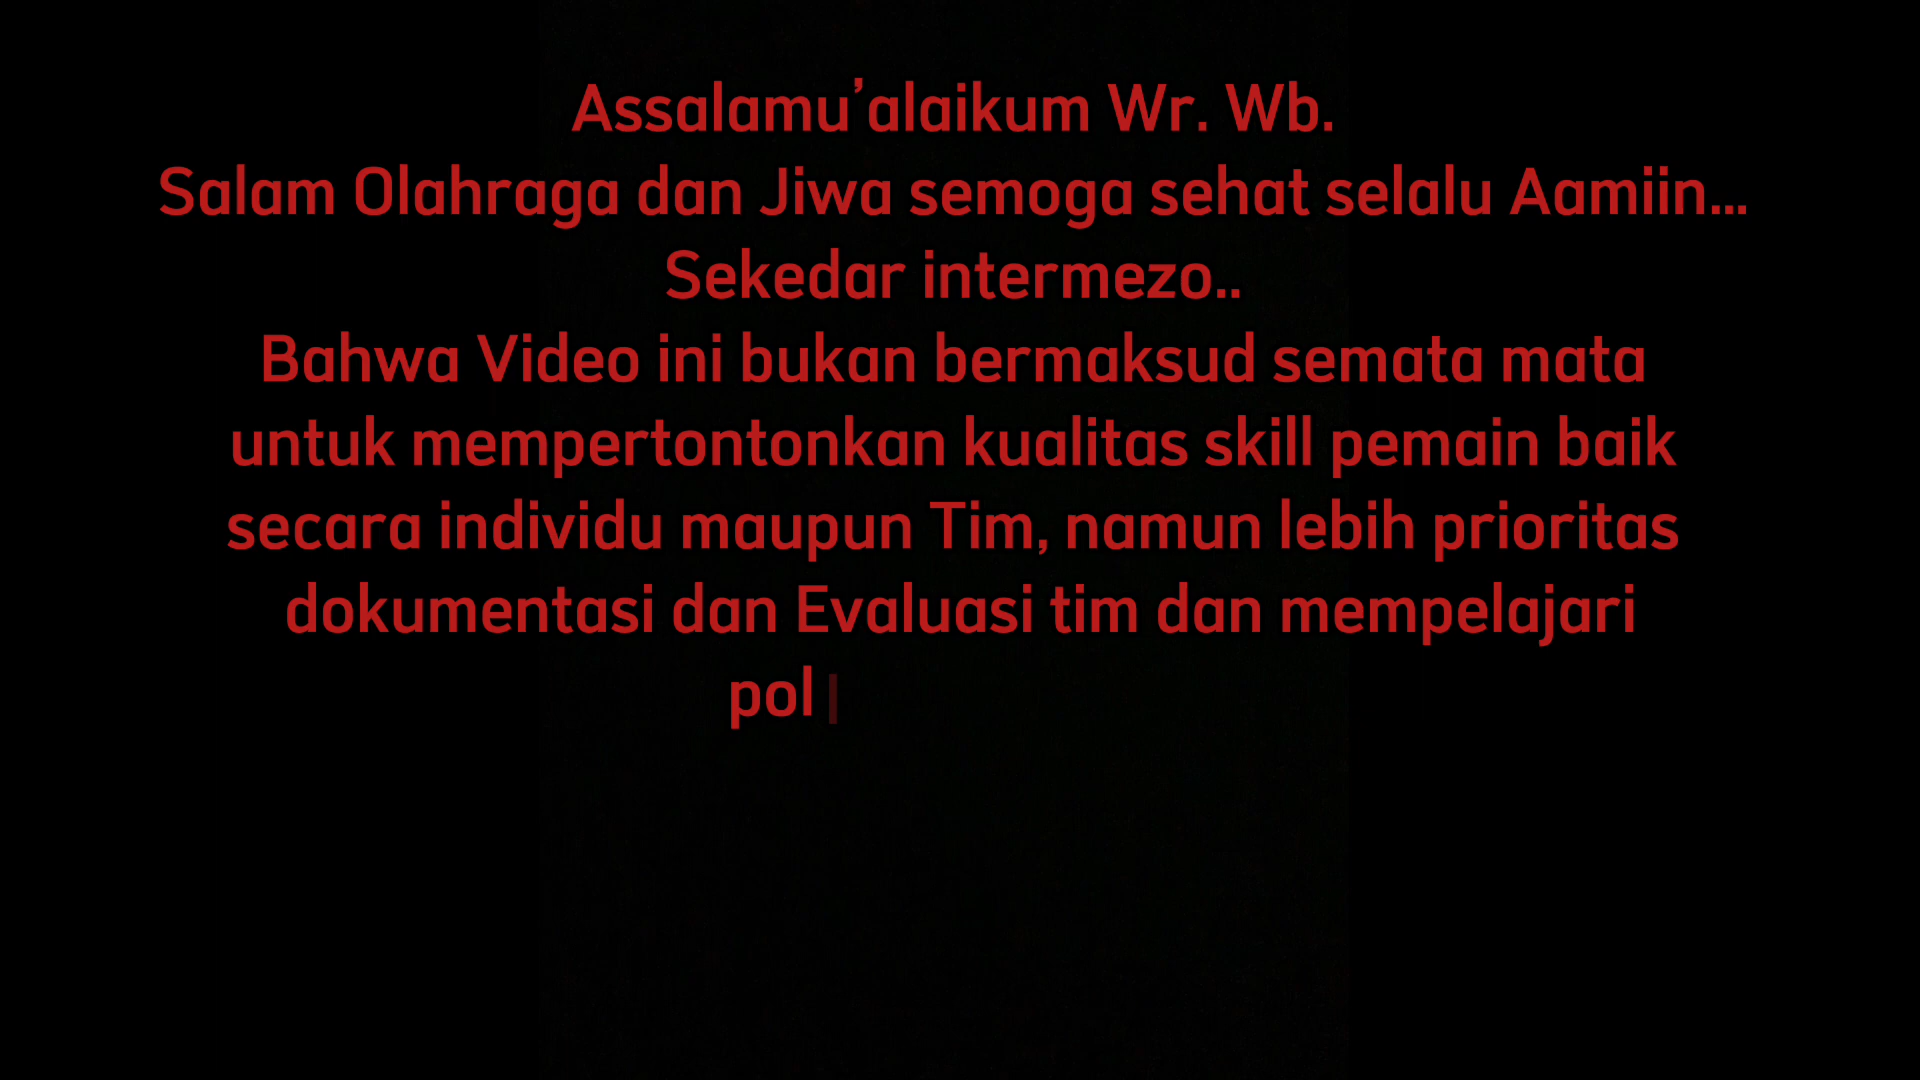 Assalamu’alaikum Wr. Wb.
Salam Olahraga dan Jiwa semoga sehat selalu Aamiin...
Sekedar intermezo..
Bahwa Video ini bukan bermaksud semata mata
untuk mempertontonkan kualitas skill pemain baik
secara individu maupun Tim, namun lebih prioritas
dokumentasi dan Evaluasi tim dan mempelajari
pol